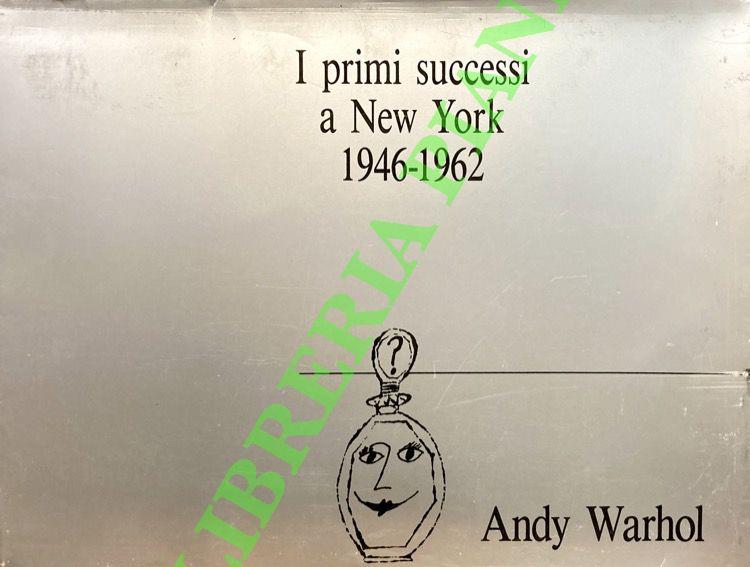 I primi successi
a New York
1946-1962
?
Andy Warhol
LIBRERIA